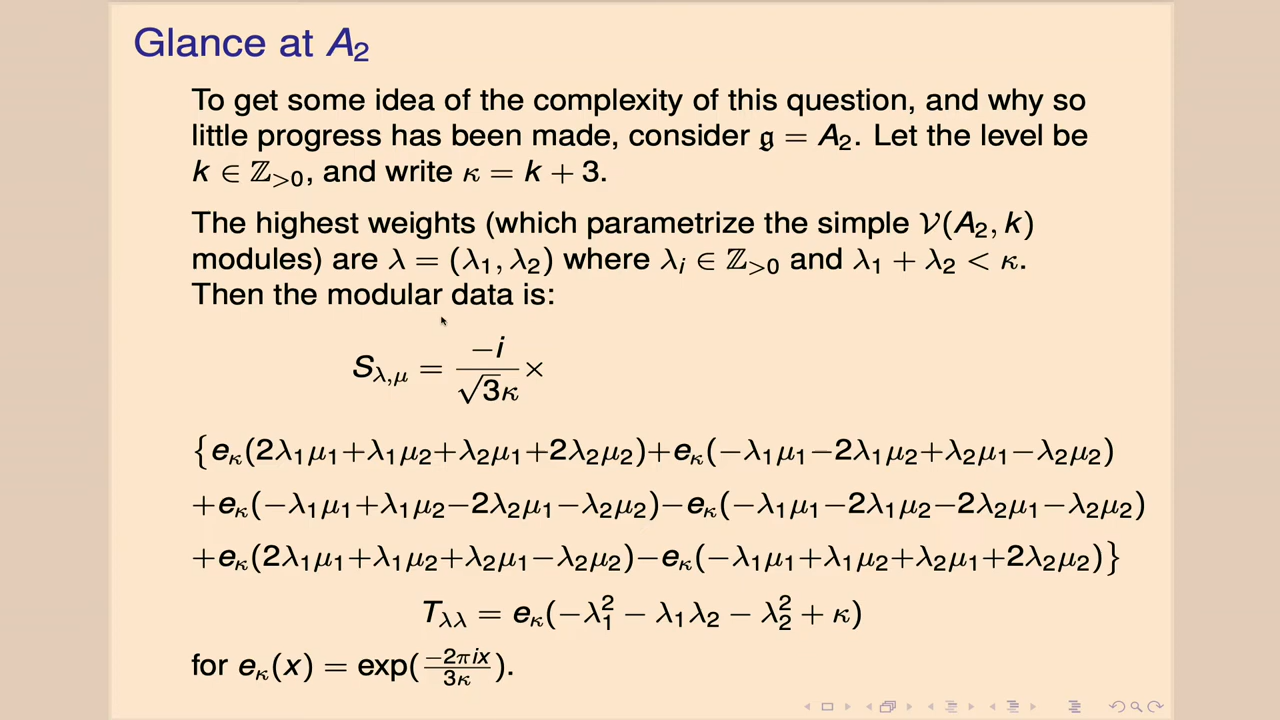 Glance at A₂
To get some idea of the complexity of this question, and why so
little progress has been made, consider 𝔤 = A₂. Let the level be
k ∈ ℤ_{>0}, and write κ = k + 3.
The highest weights (which parametrize the simple 𝒱(A₂, k)
modules) are λ = (λ₁, λ₂) where λᵢ ∈ ℤ_{>0} and λ₁ + λ₂ < κ.
Then the modular data is:
S_{λ,μ} = \frac{−i}{√3κ} ×
{e_κ(2λ₁μ₁+λ₁μ₂+λ₂μ₁+2λ₂μ₂)+e_κ(−λ₁μ₁−2λ₁μ₂+λ₂μ₁−λ₂μ₂)
+e_κ(−λ₁μ₁+λ₁μ₂−2λ₂μ₁−λ₂μ₂)−e_κ(−λ₁μ₁−2λ₁μ₂−2λ₂μ₁−λ₂μ₂)
+e_κ(2λ₁μ₁+λ₁μ₂+λ₂μ₁−λ₂μ₂)−e_κ(−λ₁μ₁+λ₁μ₂+λ₂μ₁+2λ₂μ₂)}
T_{λλ} = e_κ(−λ₁² − λ₁λ₂ − λ₂² + κ)
for e_κ(x) = exp(\frac{−2πix}{3κ}).